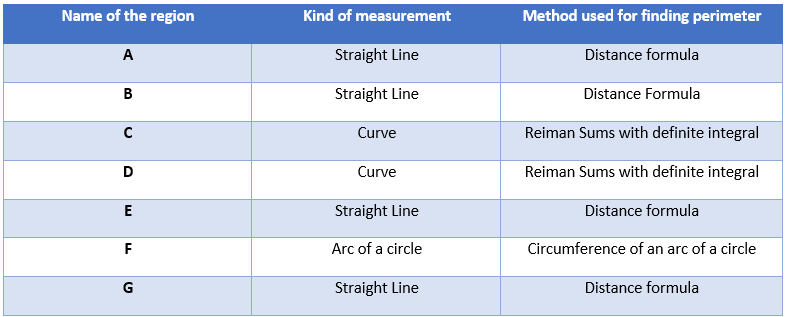 Name of the region Kind of measurement Method used for finding perimeter
A Straight Line Distance formula
B Straight Line Distance Formula
C Curve Reiman Sums with definite integral
D Curve Reiman Sums with definite integral
E Straight Line Distance formula
F Arc of a circle Circumference of an arc of a circle
G Straight Line Distance formula